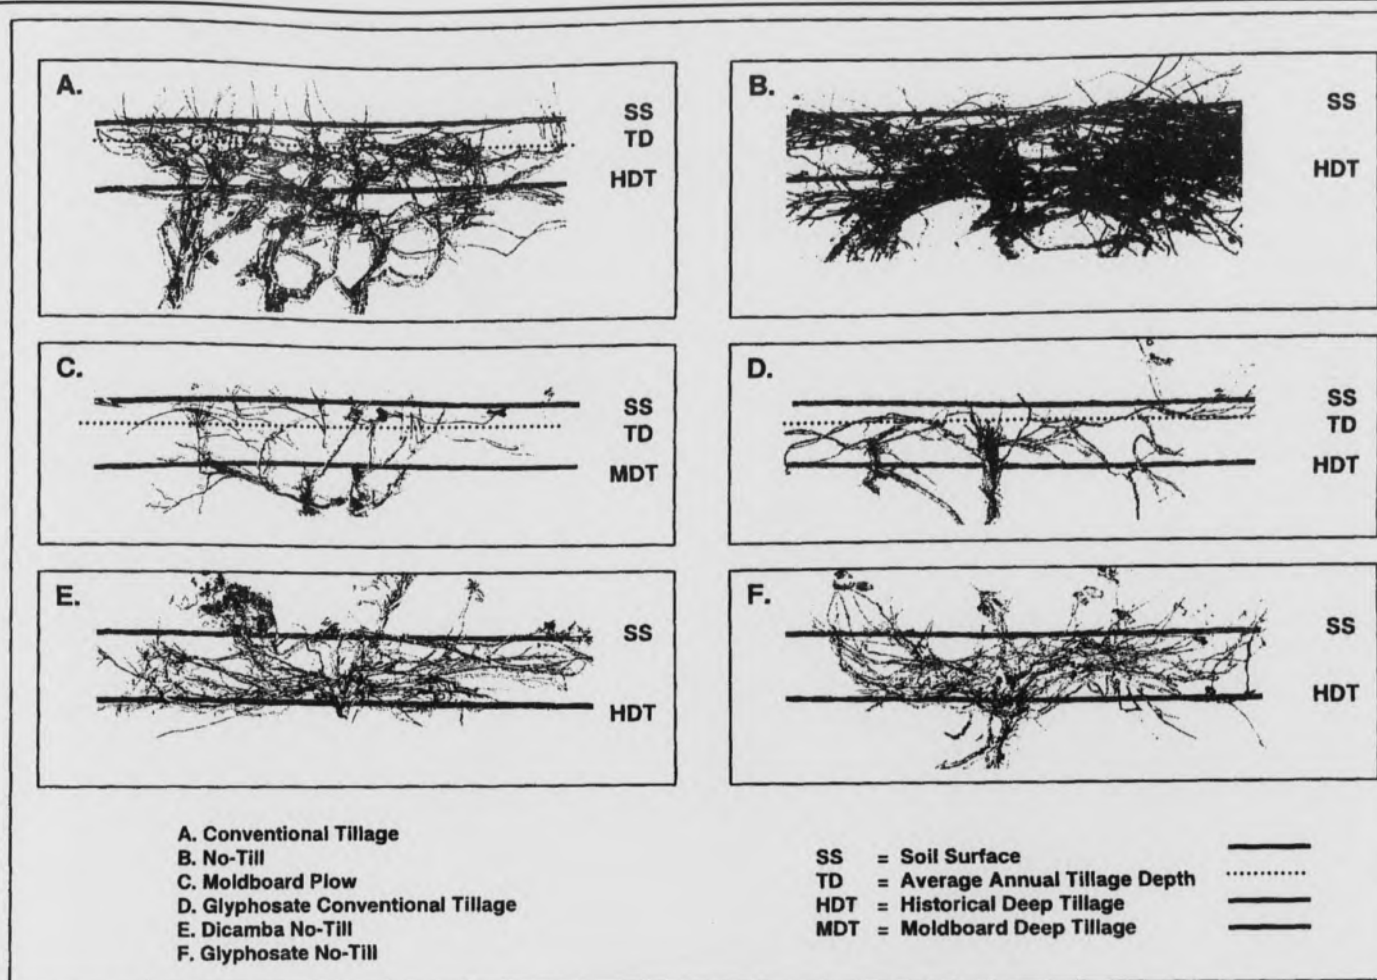 A.
SS
TD
HDT
B.
SS
HDT
C.
SS
TD
MDT
D.
SS
TD
HDT
E.
SS
HDT
F.
SS
HDT
A. Conventional Tillage
B. No-Till
C. Moldboard Plow
D. Glyphosate Conventional Tillage
E. Dicamba No-Till
F. Glyphosate No-Till
SS = Soil Surface
TD = Average Annual Tillage Depth
HDT = Historical Deep Tillage
MDT = Moldboard Deep Tillage